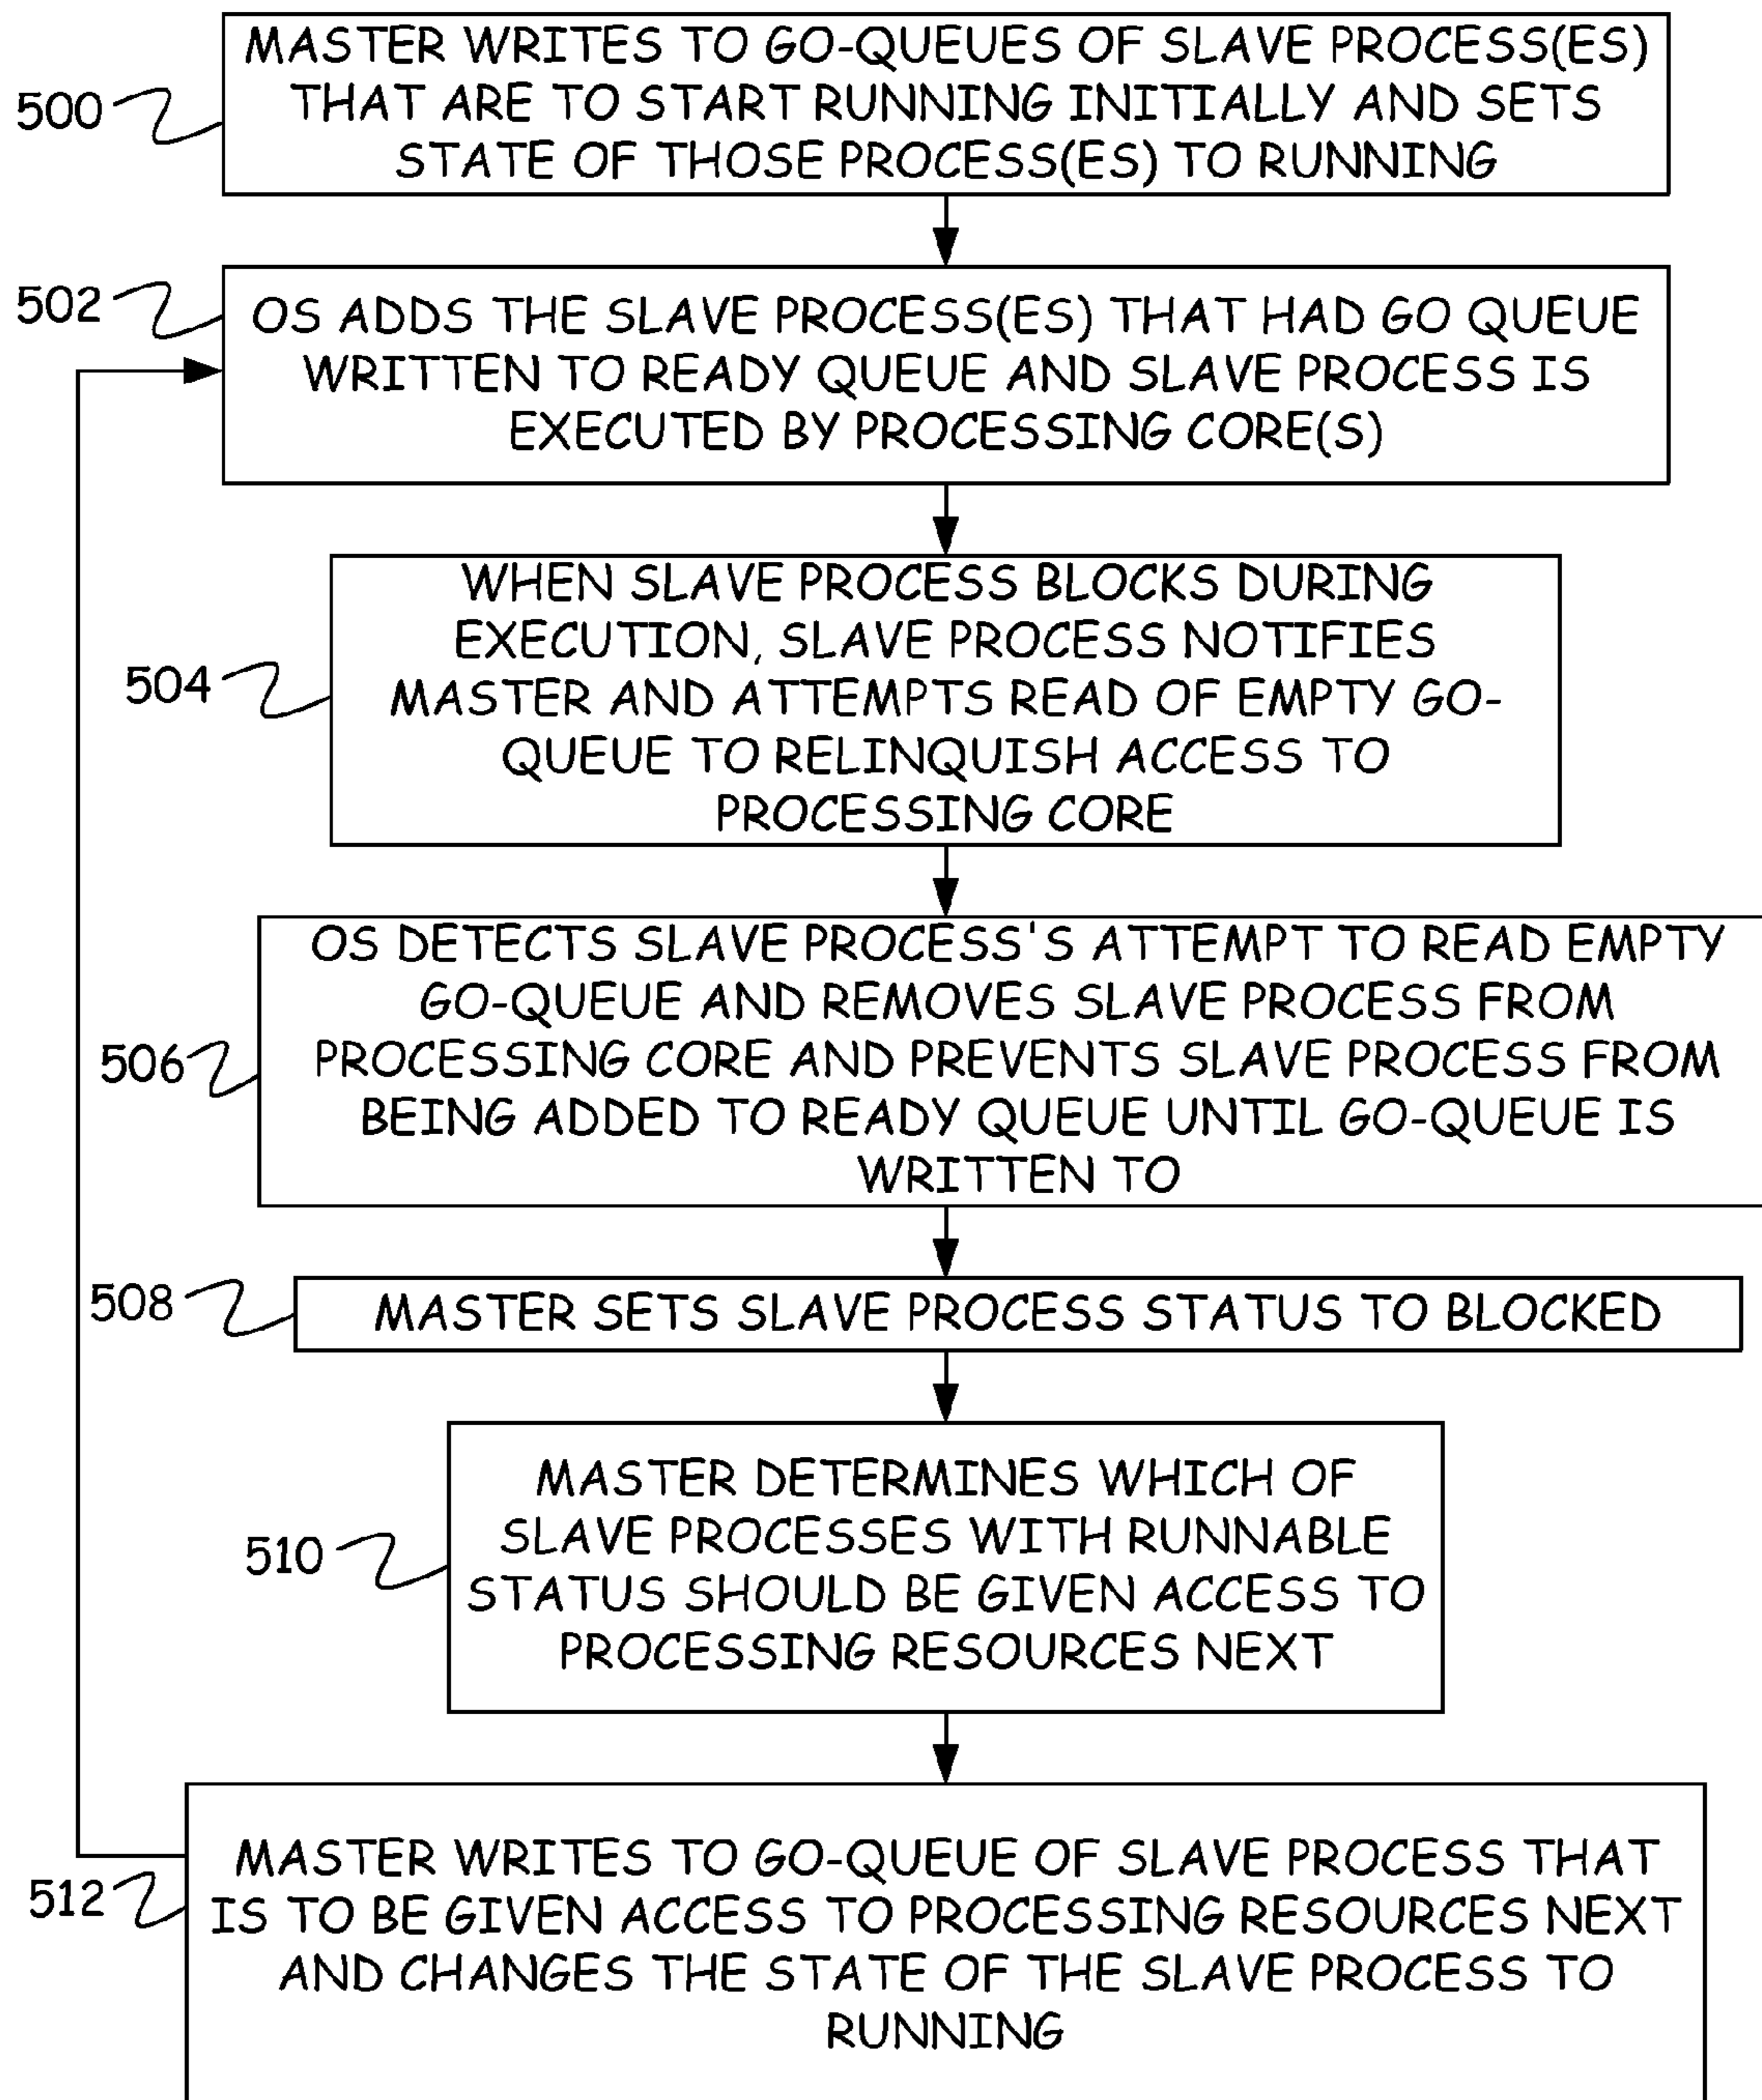 500
MASTER WRITES TO GO-QUEUES OF SLAVE PROCESS(ES)
THAT ARE TO START RUNNING INITIALLY AND SETS
STATE OF THOSE PROCESS(ES) TO RUNNING
502
OS ADDS THE SLAVE PROCESS(ES) THAT HAD GO QUEUE
WRITTEN TO READY QUEUE AND SLAVE PROCESS IS
EXECUTED BY PROCESSING CORE(S)
504
WHEN SLAVE PROCESS BLOCKS DURING
EXECUTION, SLAVE PROCESS NOTIFIES
MASTER AND ATTEMPTS READ OF EMPTY GO-
QUEUE TO RELINQUISH ACCESS TO
PROCESSING CORE
506
OS DETECTS SLAVE PROCESS'S ATTEMPT TO READ EMPTY
GO-QUEUE AND REMOVES SLAVE PROCESS FROM
PROCESSING CORE AND PREVENTS SLAVE PROCESS FROM
BEING ADDED TO READY QUEUE UNTIL GO-QUEUE IS
WRITTEN TO
508
MASTER SETS SLAVE PROCESS STATUS TO BLOCKED
510
MASTER DETERMINES WHICH OF
SLAVE PROCESSES WITH RUNNABLE
STATUS SHOULD BE GIVEN ACCESS TO
PROCESSING RESOURCES NEXT
512
MASTER WRITES TO GO-QUEUE OF SLAVE PROCESS THAT
IS TO BE GIVEN ACCESS TO PROCESSING RESOURCES NEXT
AND CHANGES THE STATE OF THE SLAVE PROCESS TO
RUNNING